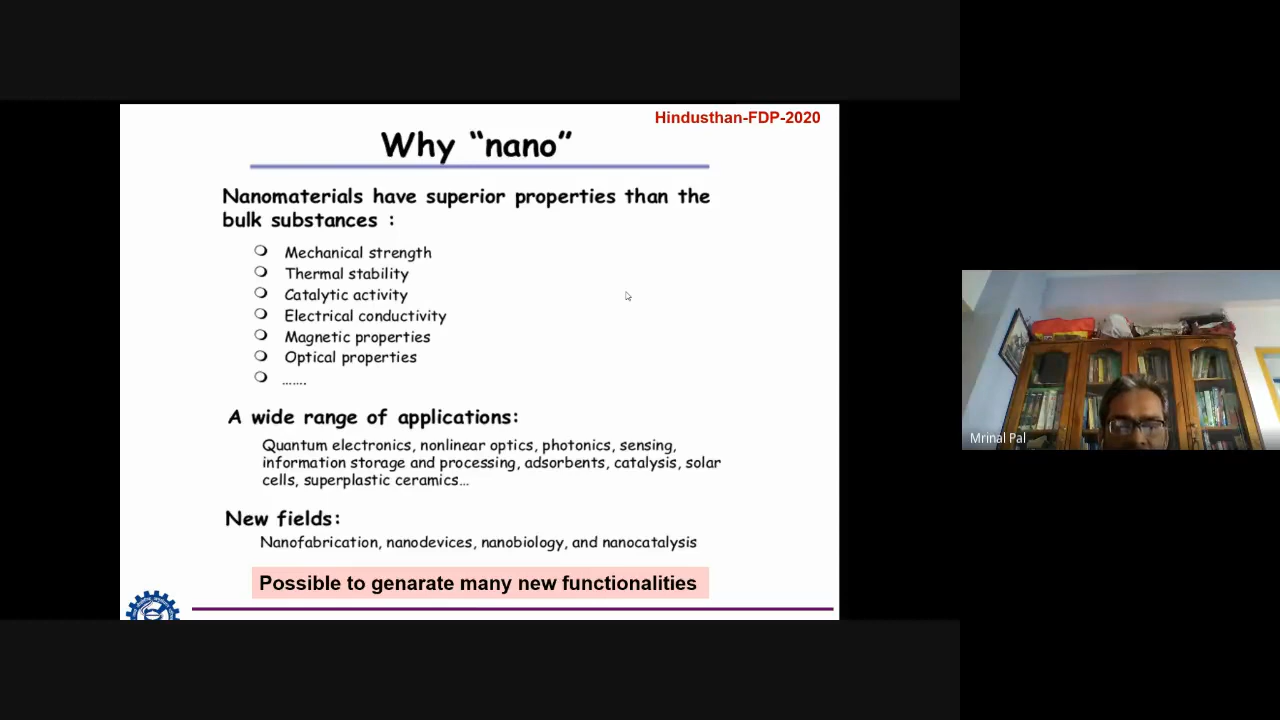 Hindusthan-FDP-2020
Why “nano”
Nanomaterials have superior properties than the
bulk substances :
Mechanical strength
Thermal stability
Catalytic activity
Electrical conductivity
Magnetic properties
Optical properties
…….
A wide range of applications:
Quantum electronics, nonlinear optics, photonics, sensing,
information storage and processing, adsorbents, catalysis, solar
cells, superplastic ceramics…
New fields:
Nanofabrication, nanodevices, nanobiology, and nanocatalysis
Possible to genarate many new functionalities
Mrinal Pal